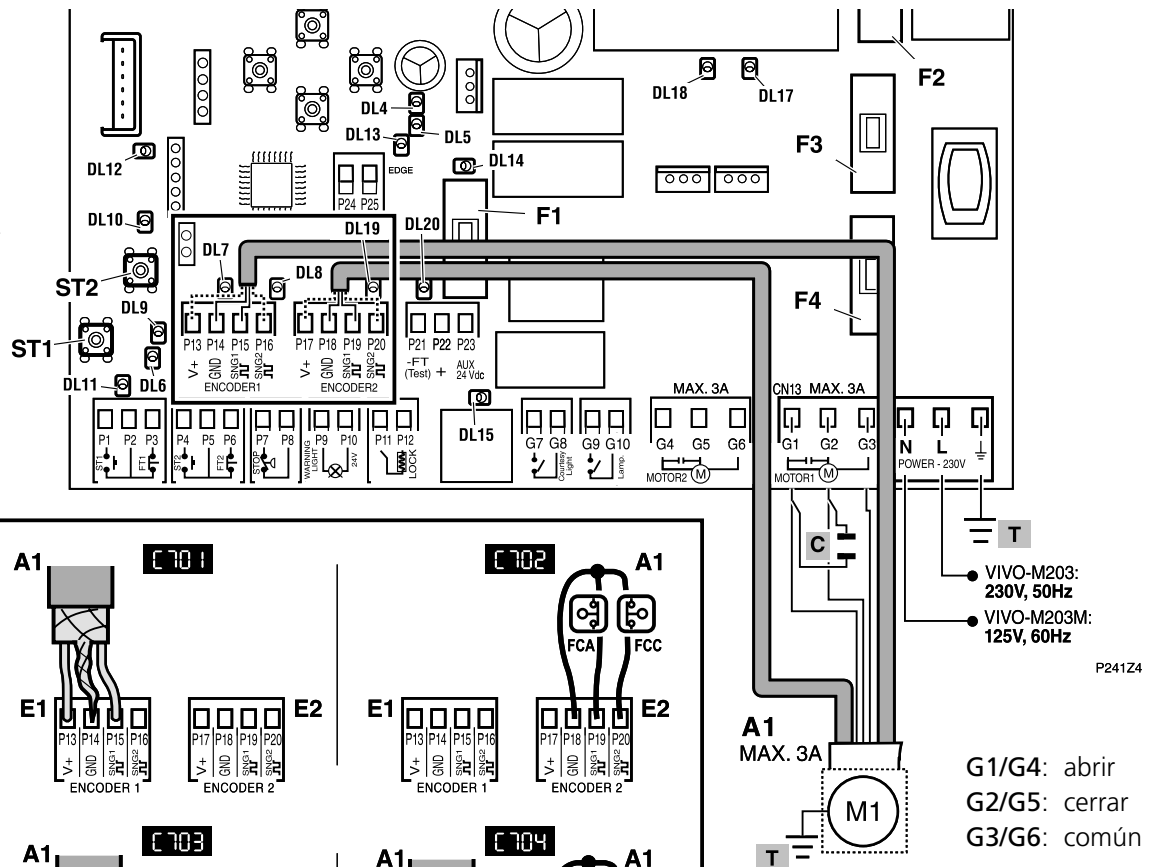 F2
DL18
DL17
DL4
DL13
DL5
F3
DL12
EDGE
DL14
P24 P25
F1
DL10
DL19
DL20
DL7
DL8
ST2
DL9
F4
ST1
P13 P14 P15 P16
P17 P18 P19 P20
P21 P22 P23
V+
GND
SNG1
SNG2
V+
GND
SNG1
SNG2
-FT
(Test)
+
AUX
24 Vdc
ENCODER1
ENCODER2
DL11
DL6
MAX. 3A
CN13
MAX. 3A
DL15
P1 P2 P3
P4 P5 P6
P7 P8
P9 P10
P11 P12
G7 G8
G9 G10
G4 G5 G6
G1 G2 G3
N L
ST1
FT1
ST2
FT2
STOP
WARNING
LIGHT
24V
LOCK
Courtesy
Light
Lamp.
MOTOR2 M
MOTOR1 M
POWER - 230V
T
C
VIVO-M203:
230V, 50Hz
VIVO-M203M:
125V, 60Hz
P241Z4
A1
C701
C702
A1
FCA
FCC
E1
P13 P14 P15 P16
V+
GND
SNG1
SNG2
ENCODER 1
E2
P17 P18 P19 P20
V+
GND
SNG1
SNG2
ENCODER 2
E1
P13 P14 P15 P16
V+
GND
SNG1
SNG2
ENCODER 1
E2
P17 P18 P19 P20
V+
GND
SNG1
SNG2
ENCODER 2
A1
MAX. 3A
M1
T
G1/G4: abrir
G2/G5: cerrar
G3/G6: común
A1
C703
A1
C704
A1